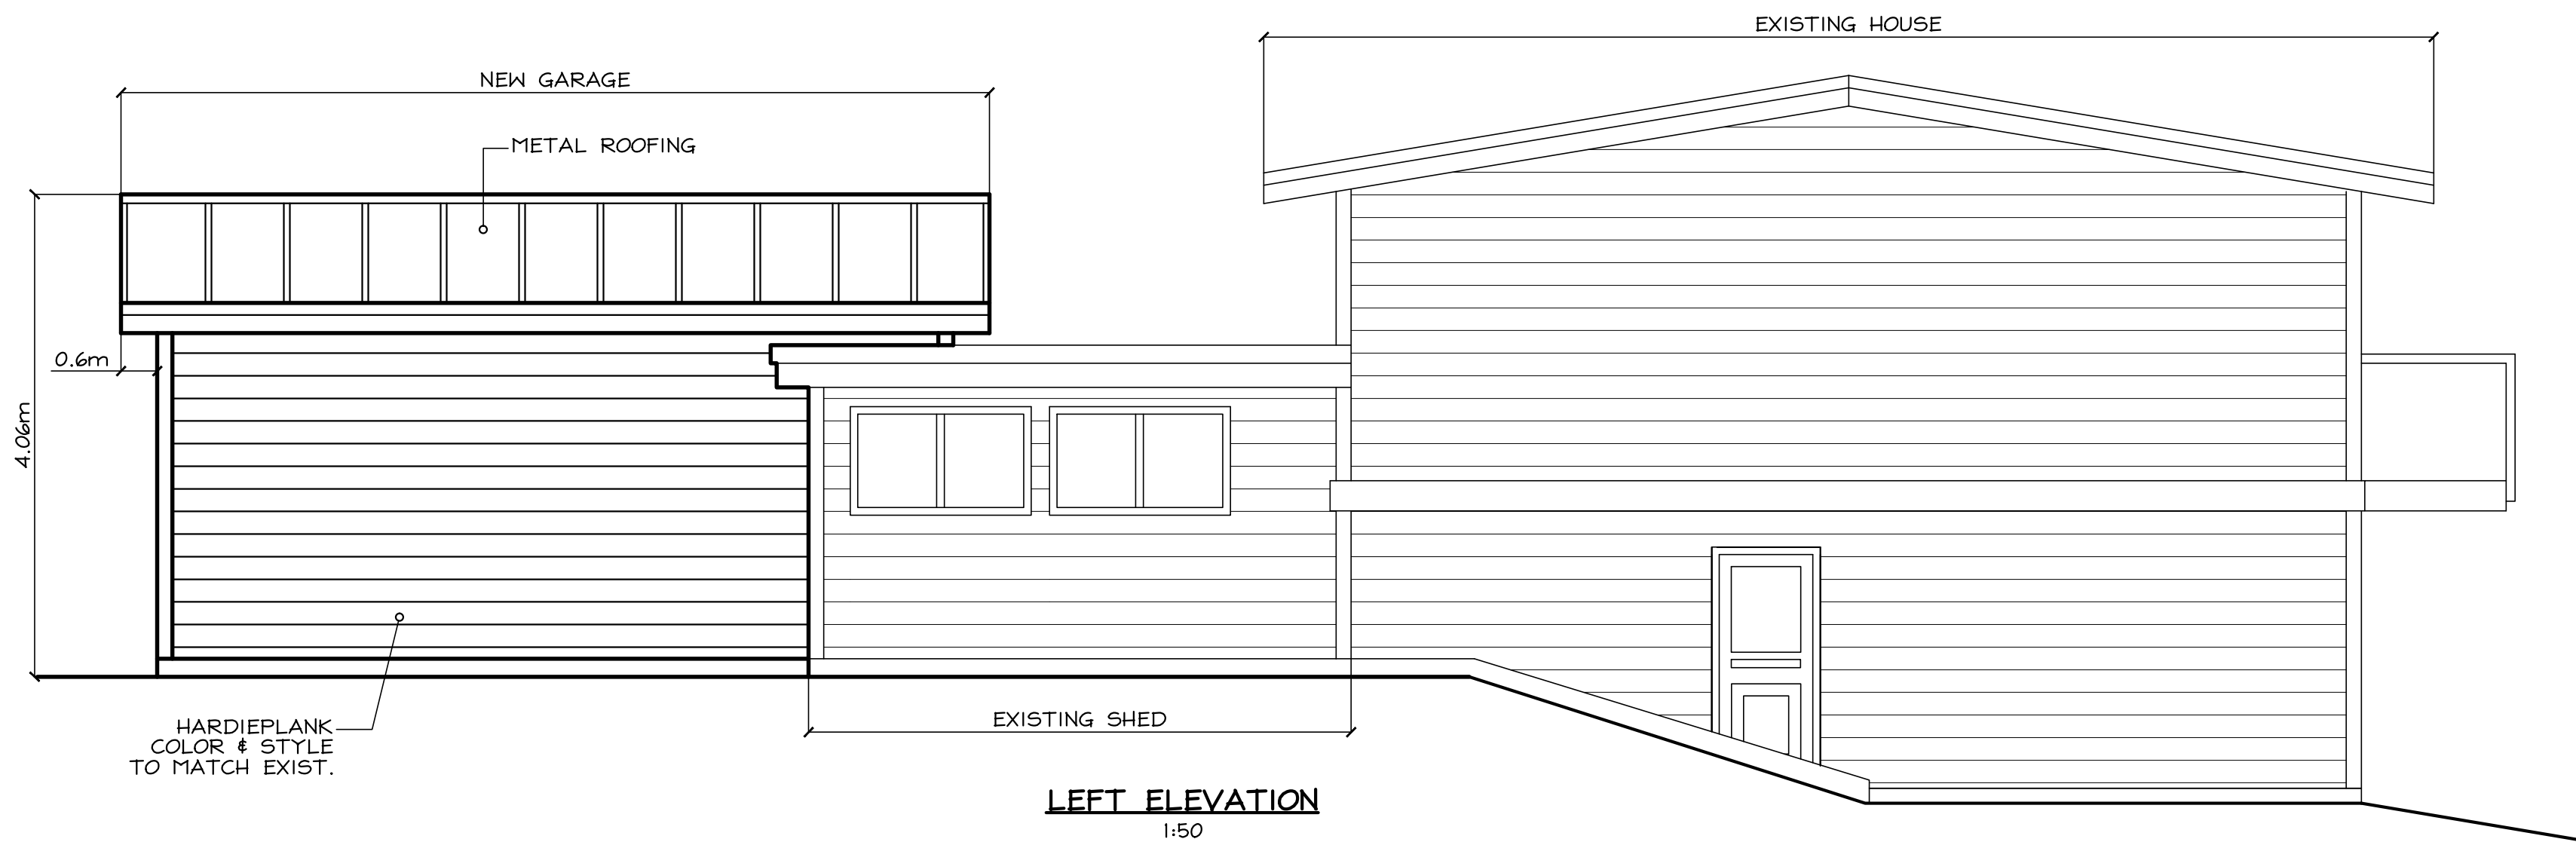 EXISTING HOUSE
NEW GARAGE
METAL ROOFING
0.6m
4.06m
HARDIEPLANK
COLOR & STYLE
TO MATCH EXIST.
EXISTING SHED
LEFT ELEVATION
1:50